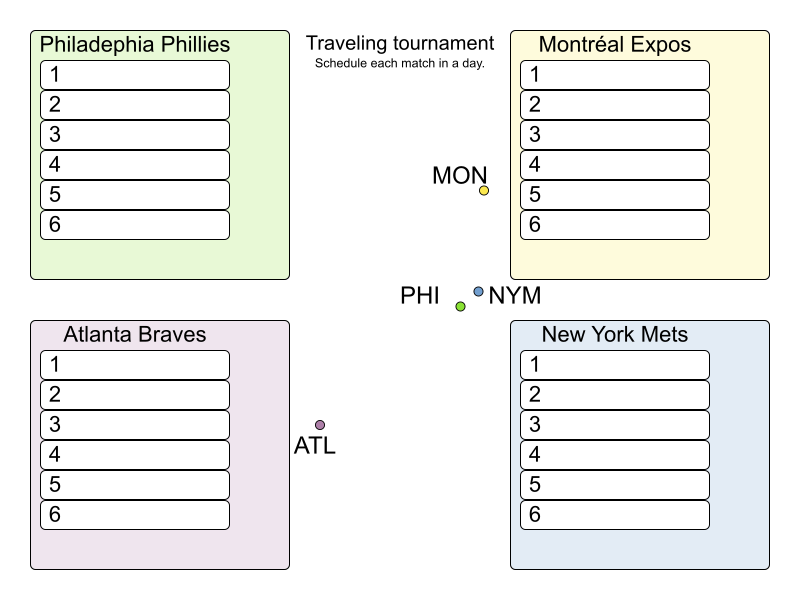 Philadephia Phillies
1
2
3
4
5
6
Traveling tournament
Schedule each match in a day.
Montréal Expos
1
2
3
4
5
6
MON
PHI
NYM
Atlanta Braves
1
2
3
4
5
6
ATL
New York Mets
1
2
3
4
5
6